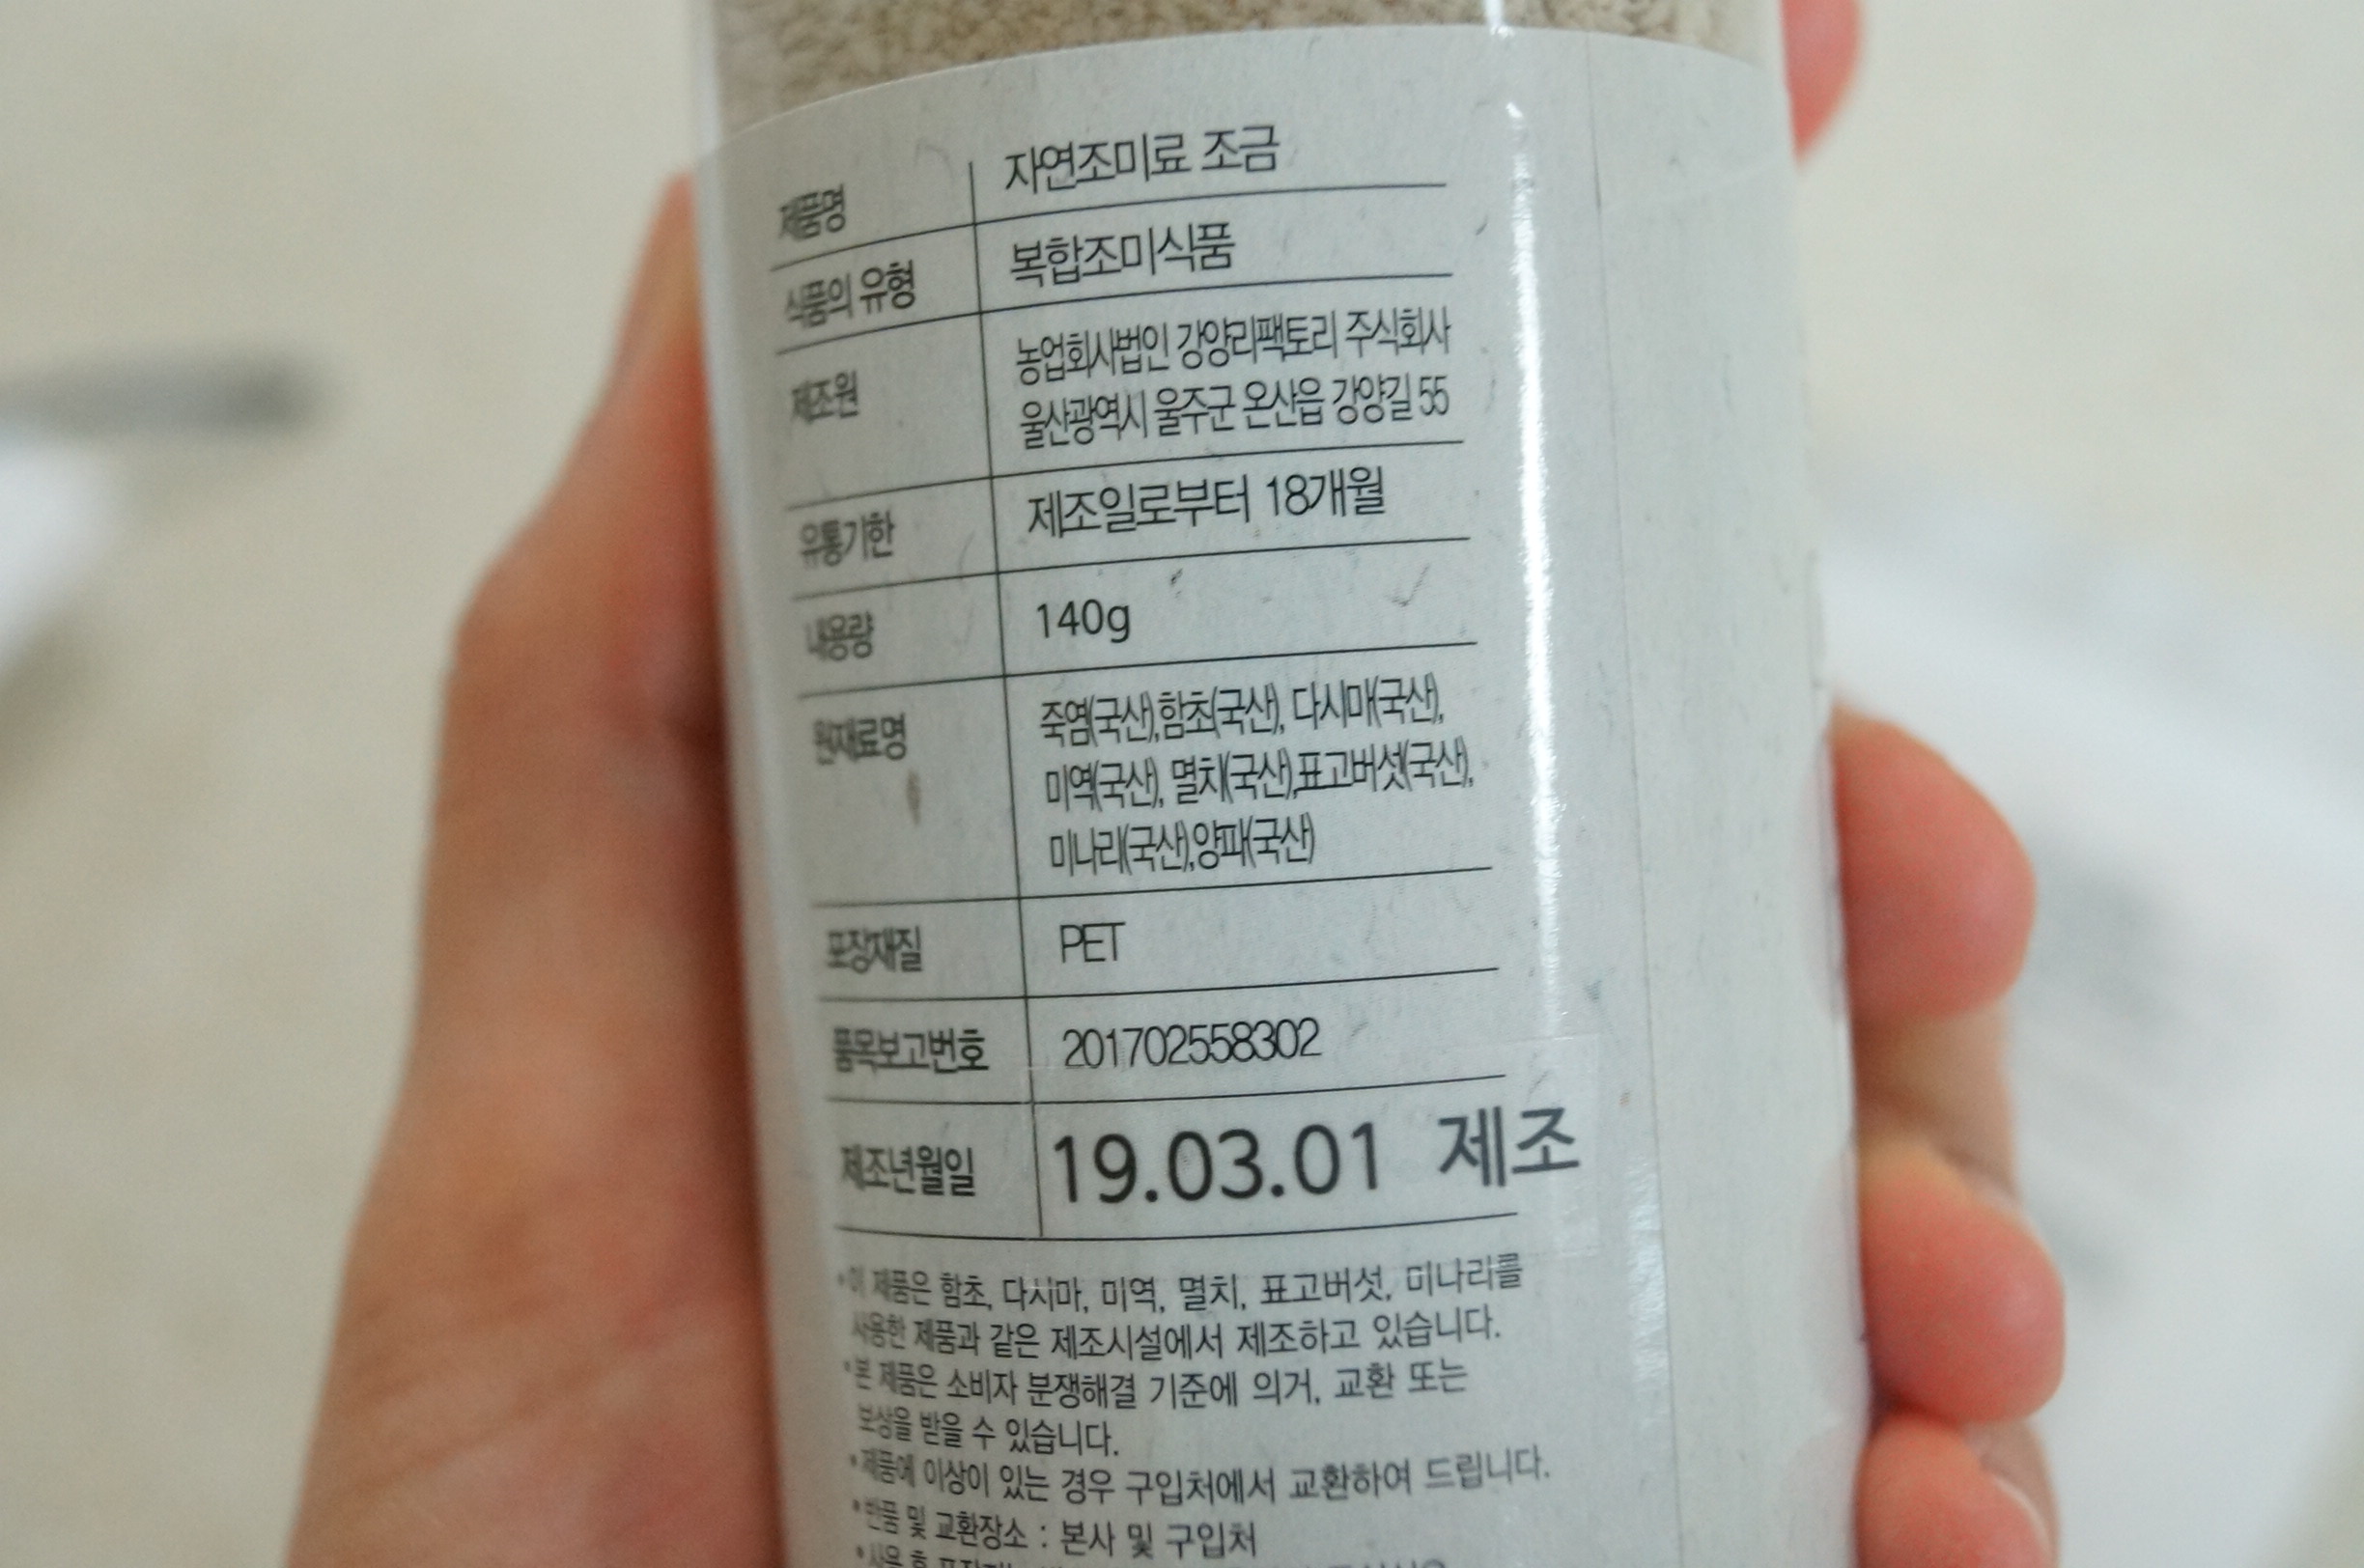 제품명 자연조미료 조금
식품의 유형 복합조미식품
제조원 농업회사법인 강양리팩토리 주식회사
울산광역시 울주군 온산읍 강양길 55
유통기한 제조일로부터 18개월
내용량 140g
원재료명 죽염(국산),함초(국산), 다시마(국산),
미역(국산), 멸치(국산),표고버섯(국산),
미나리(국산),양파(국산)
포장재질 PET
품목보고번호 201702558302
제조년월일 19.03.01 제조
*이 제품은 함초, 다시마, 미역, 멸치, 표고버섯, 미나리를
사용한 제품과 같은 제조시설에서 제조하고 있습니다.
*본 제품은 소비자 분쟁해결 기준에 의거, 교환 또는
보상을 받을 수 있습니다.
*제품에 이상이 있는 경우 구입처에서 교환하여 드립니다.
*반품 및 교환장소 : 본사 및 구입처